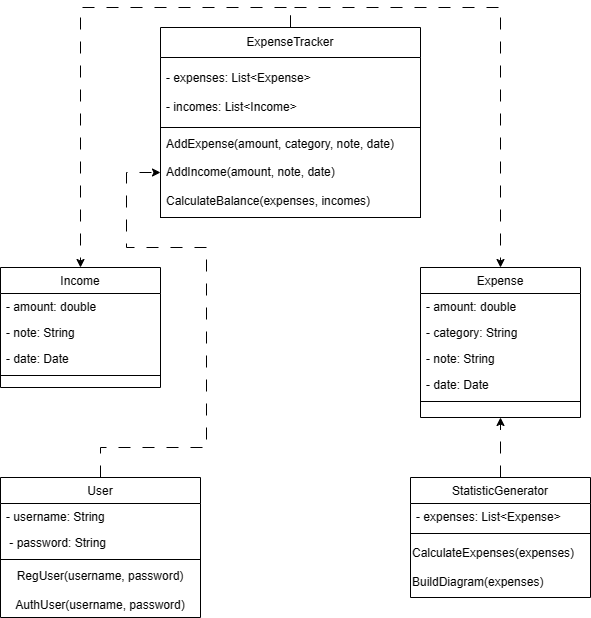 ExpenseTracker
- expenses: List<Expense>
- incomes: List<Income>
AddExpense(amount, category, note, date)
AddIncome(amount, note, date)
CalculateBalance(expenses, incomes)
Income
- amount: double
- note: String
- date: Date
Expense
- amount: double
- category: String
- note: String
- date: Date
User
- username: String
- password: String
RegUser(username, password)
AuthUser(username, password)
StatisticGenerator
- expenses: List<Expense>
CalculateExpenses(expenses)
BuildDiagram(expenses)